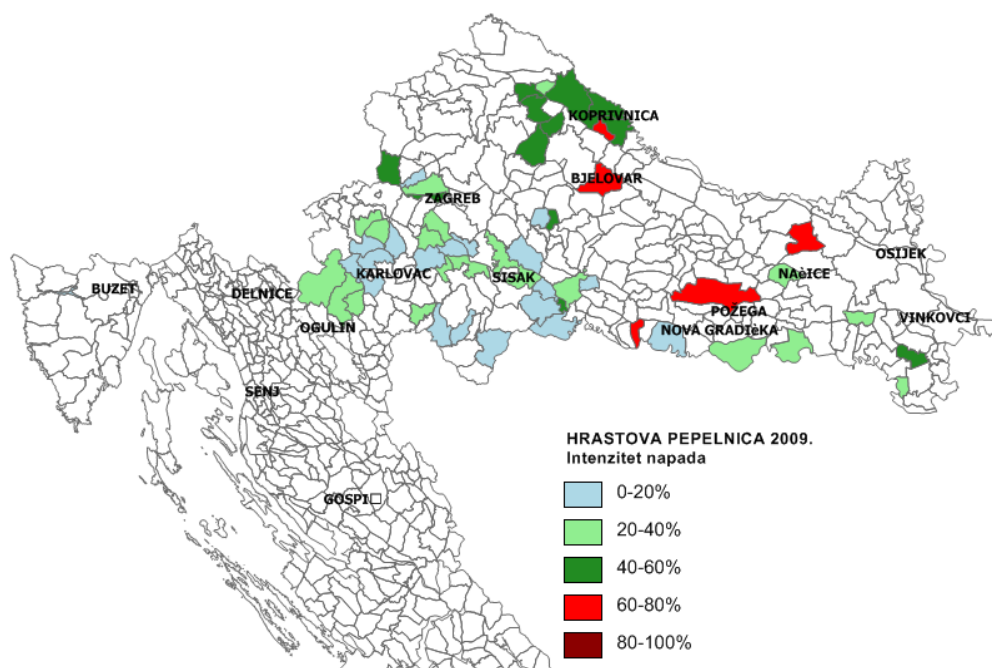 KOPRIVNICA
BJELOVAR
ZAGREB
OSIJEK
KARLOVAC
SISAK
NAèICE
BUZET
DELNICE
POŽEGA
VINKOVCI
OGULIN
NOVA GRADIèKA
SENJ
HRASTOVA PEPELNICA 2009.
Intenzitet napada
0-20%
GOSPI□
20-40%
40-60%
60-80%
80-100%